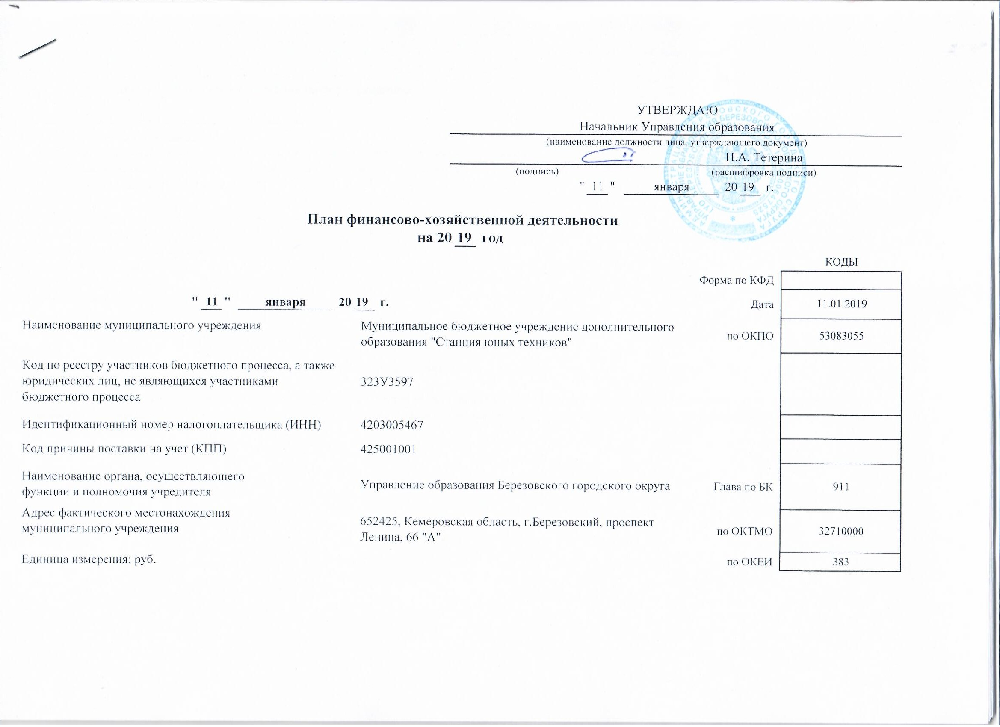 УТВЕРЖДАЮ
Начальник Управления образования
(наименование должности лица, утверждающего документ)
Н.А. Тетерина
(подпись) (расшифровка подписи)
" 11 " января 20 19 г.
План финансово-хозяйственной деятельности
на 20 19 год
КОДЫ
Форма по КФД
" 11 " января 20 19 г.
Дата 11.01.2019
Наименование муниципального учреждения
Муниципальное бюджетное учреждение дополнительного
образования "Станция юных техников"
по ОКПО 53083055
Код по реестру участников бюджетного процесса, а также
юридических лиц, не являющихся участниками
бюджетного процесса
323У3597
Идентификационный номер налогоплательщика (ИНН) 4203005467
Код причины поставки на учет (КПП) 425001001
Наименование органа, осуществляющего
функции и полномочия учредителя
Управление образования Березовского городского округа
Глава по БК 911
Адрес фактического местонахождения
муниципального учреждения
652425, Кемеровская область, г.Березовский, проспект
Ленина, 66 "А"
по ОКТМО 32710000
Единица измерения: руб.
по ОКЕИ 383